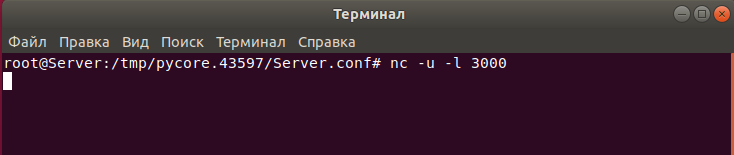 Терминал
Файл Правка Вид Поиск Терминал Справка
root@Server:/tmp/pycore.43597/Server.conf# nc -u -l 3000